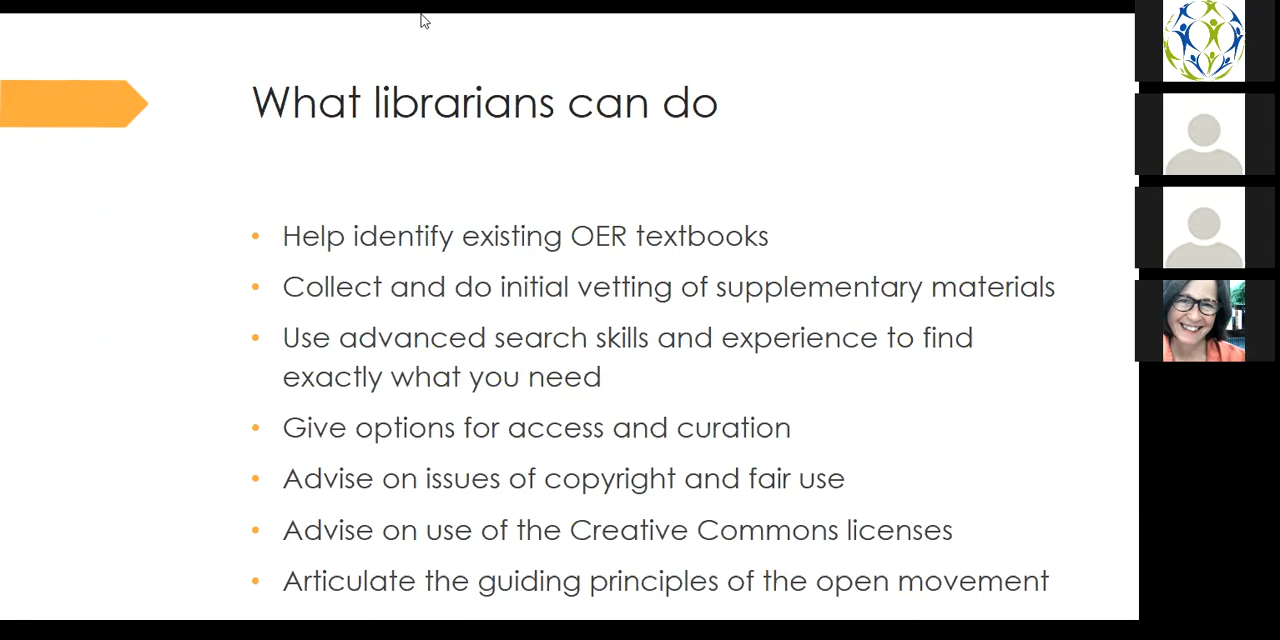 What librarians can do
• Help identify existing OER textbooks
• Collect and do initial vetting of supplementary materials
• Use advanced search skills and experience to find
exactly what you need
• Give options for access and curation
• Advise on issues of copyright and fair use
• Advise on use of the Creative Commons licenses
• Articulate the guiding principles of the open movement